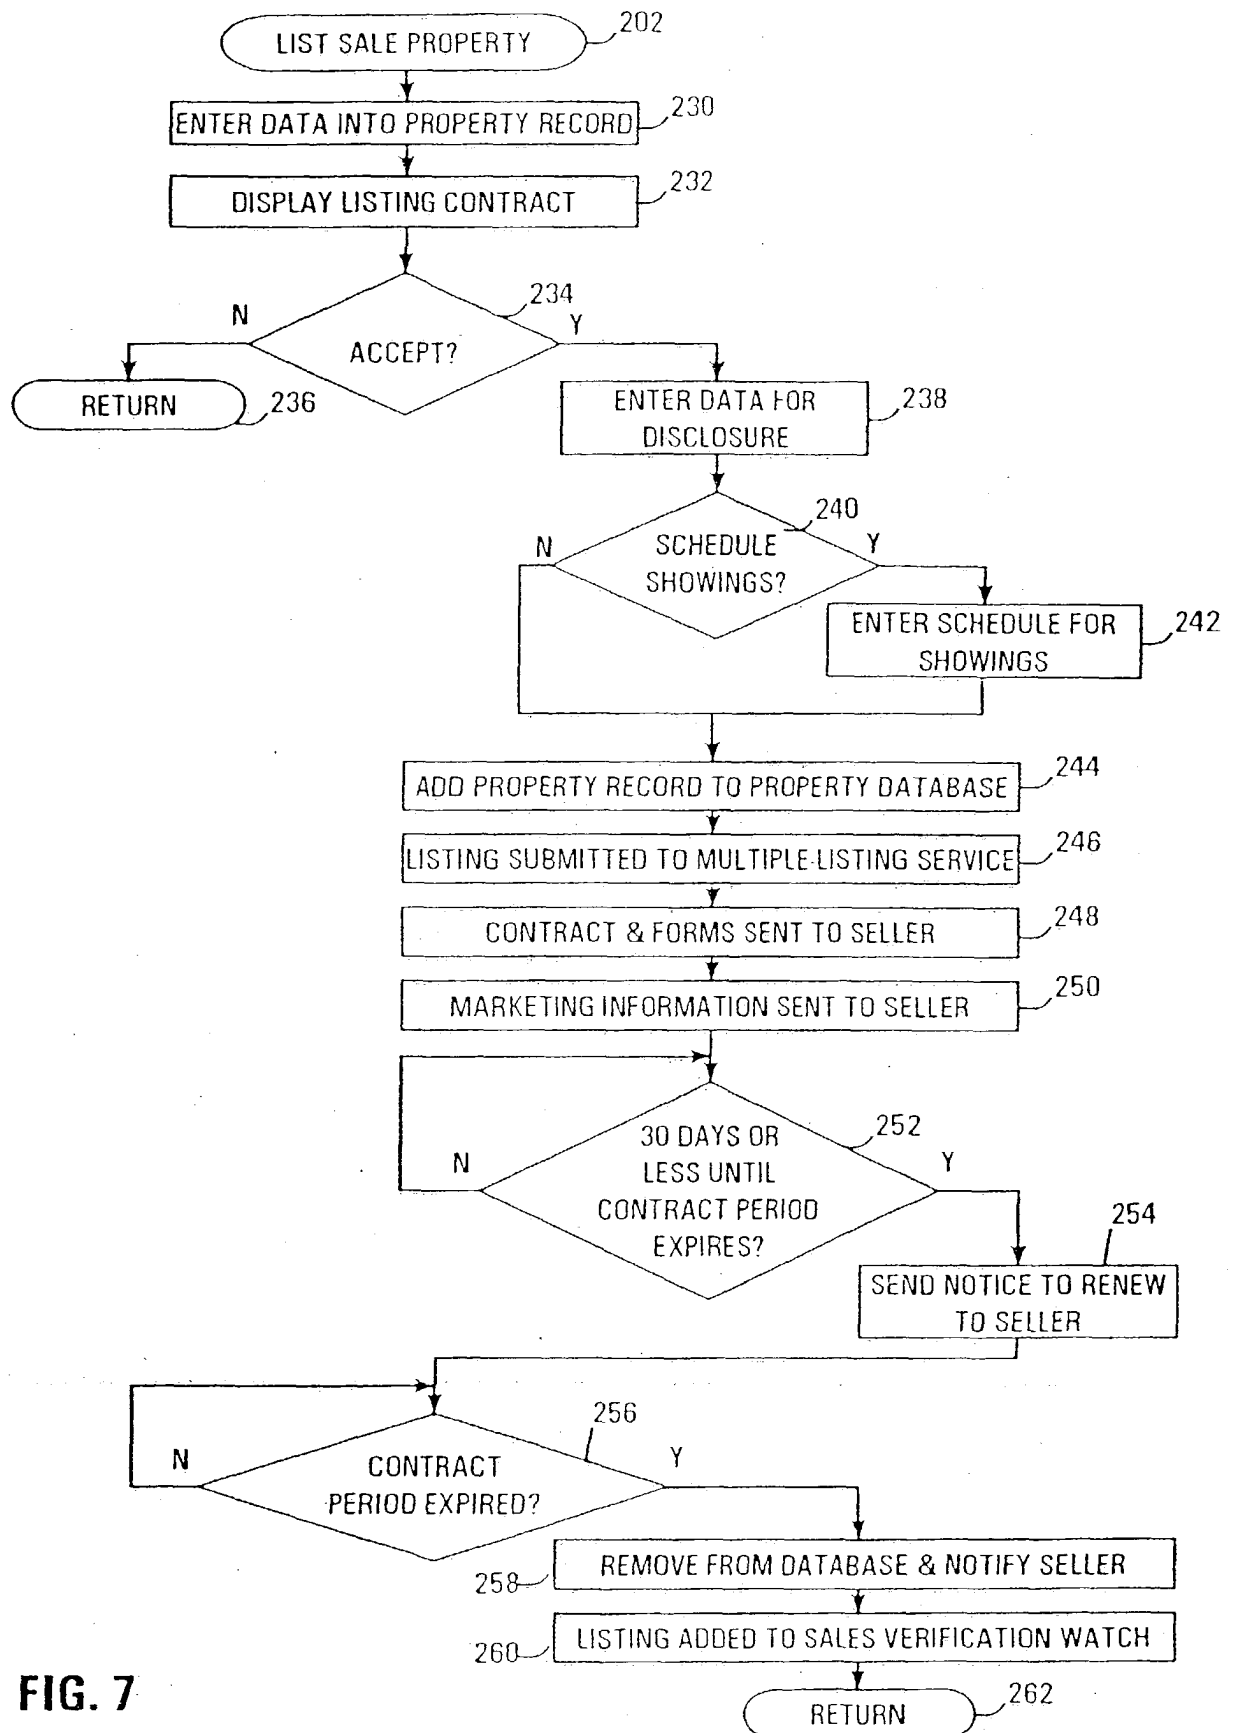 LIST SALE PROPERTY
202
ENTER DATA INTO PROPERTY RECORD
230
DISPLAY LISTING CONTRACT
232
234
N
Y
ACCEPT?
RETURN
236
ENTER DATA FOR
DISCLOSURE
238
240
N
SCHEDULE
SHOWINGS?
Y
ENTER SCHEDULE FOR
SHOWINGS
242
ADD PROPERTY RECORD TO PROPERTY DATABASE
244
LISTING SUBMITTED TO MULTIPLE-LISTING SERVICE
246
CONTRACT & FORMS SENT TO SELLER
248
MARKETING INFORMATION SENT TO SELLER
250
252
N
30 DAYS OR
LESS UNTIL
CONTRACT PERIOD
EXPIRES?
Y
254
SEND NOTICE TO RENEW
TO SELLER
256
N
CONTRACT
PERIOD EXPIRED?
Y
REMOVE FROM DATABASE & NOTIFY SELLER
258
LISTING ADDED TO SALES VERIFICATION WATCH
260
RETURN
262
FIG. 7